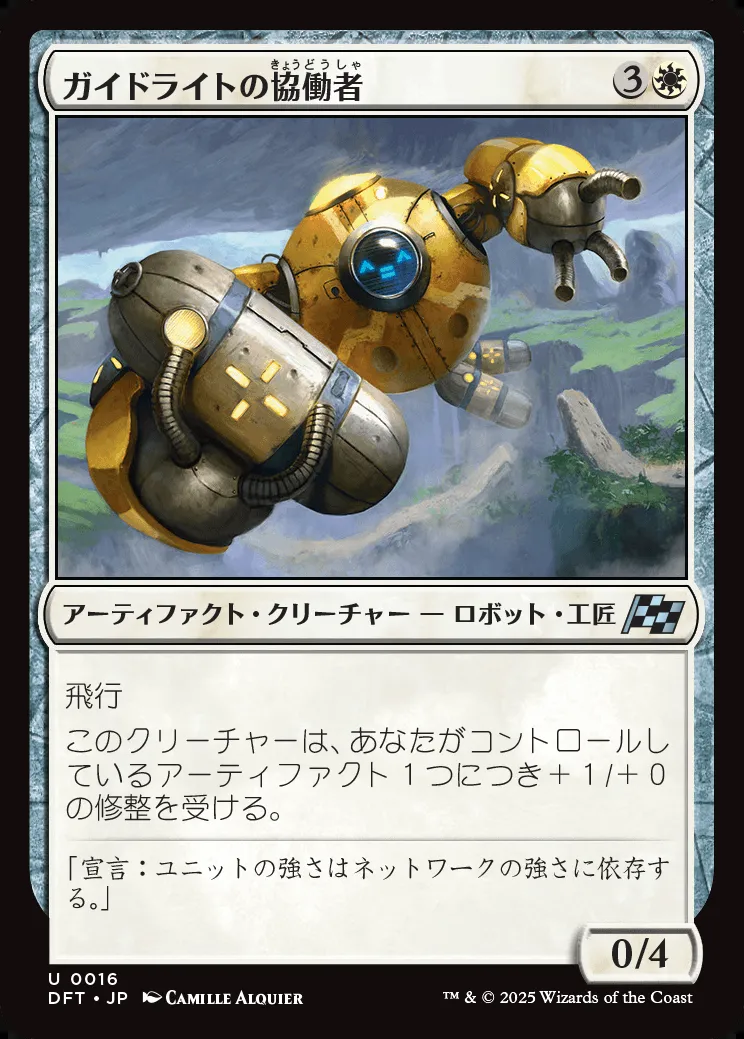 きょうどうしゃ
ガイドライトの協働者
3
アーティファクト・クリーチャー — ロボット・工匠
飛行
このクリーチャーは、あなたがコントロールし
ているアーティファクト１つにつき＋１/＋０
の修整を受ける。
「宣言：ユニットの強さはネットワークの強さに依存す
る。」
0/4
U 0016
DFT • JP Camille Alquier
™ & © 2025 Wizards of the Coast